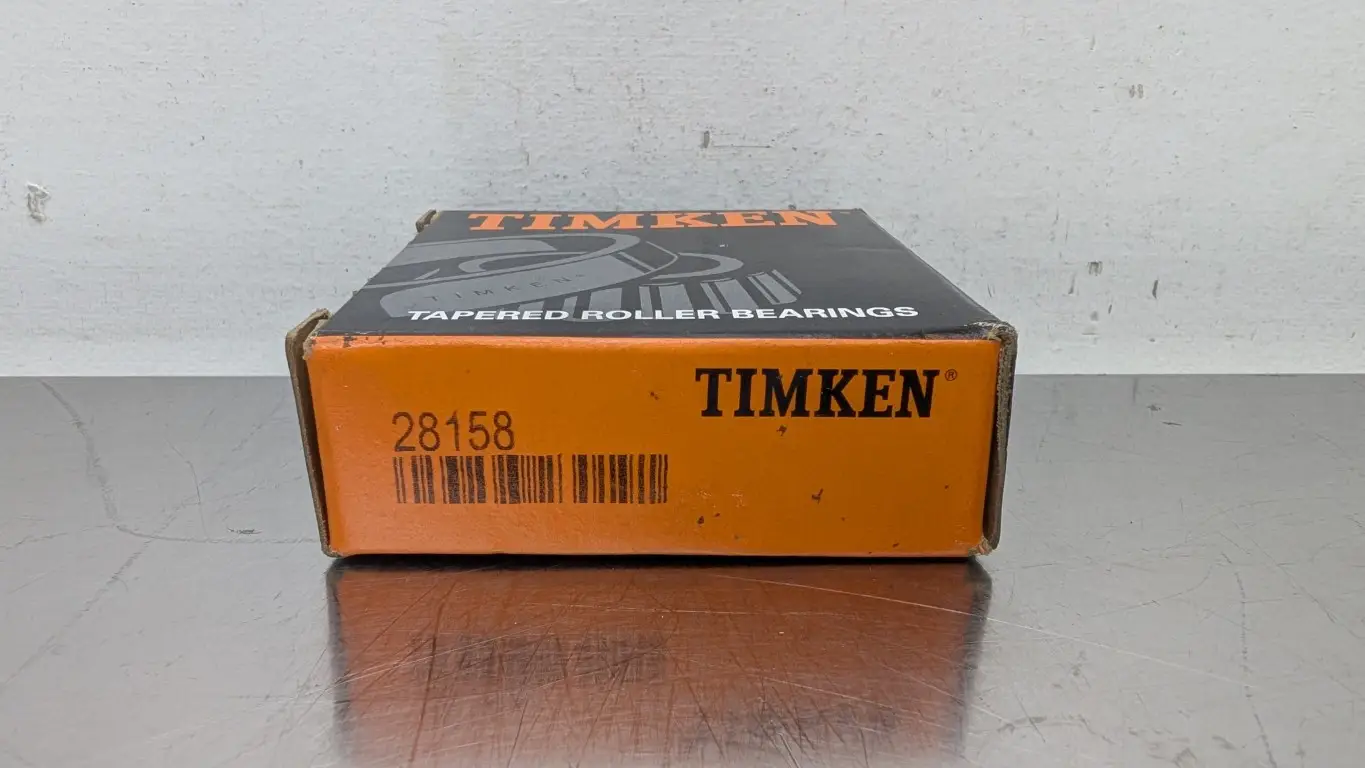 TIMKEN
TIMKEN
TAPERED ROLLER BEARINGS
TIMKEN®
28158